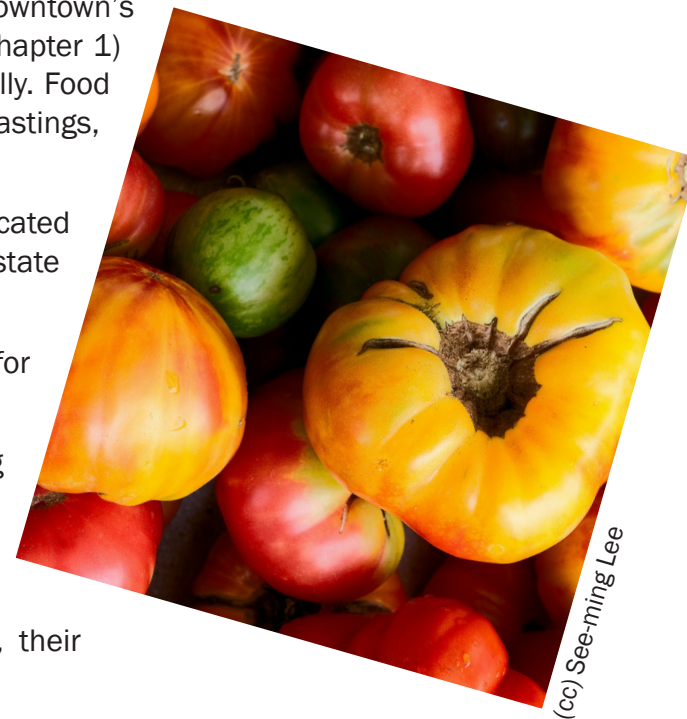 owntown's
hapter 1)
lly. Food
astings,
cated
state
for
g
, their
(cc) See-ming Lee